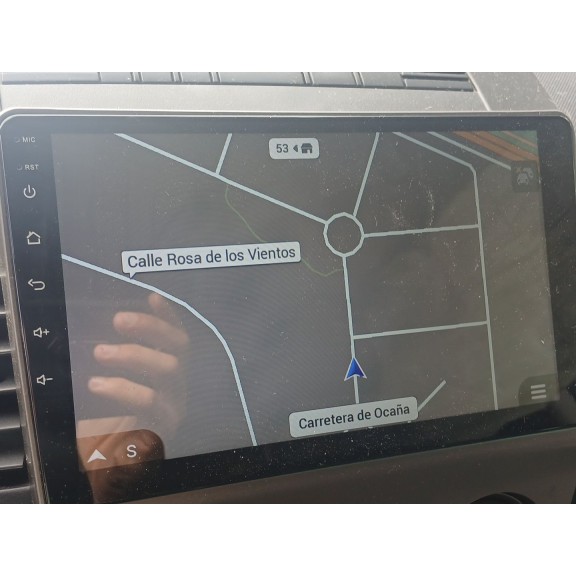 MIC
RST
53
Calle Rosa de los Vientos
Carretera de Ocaña
S